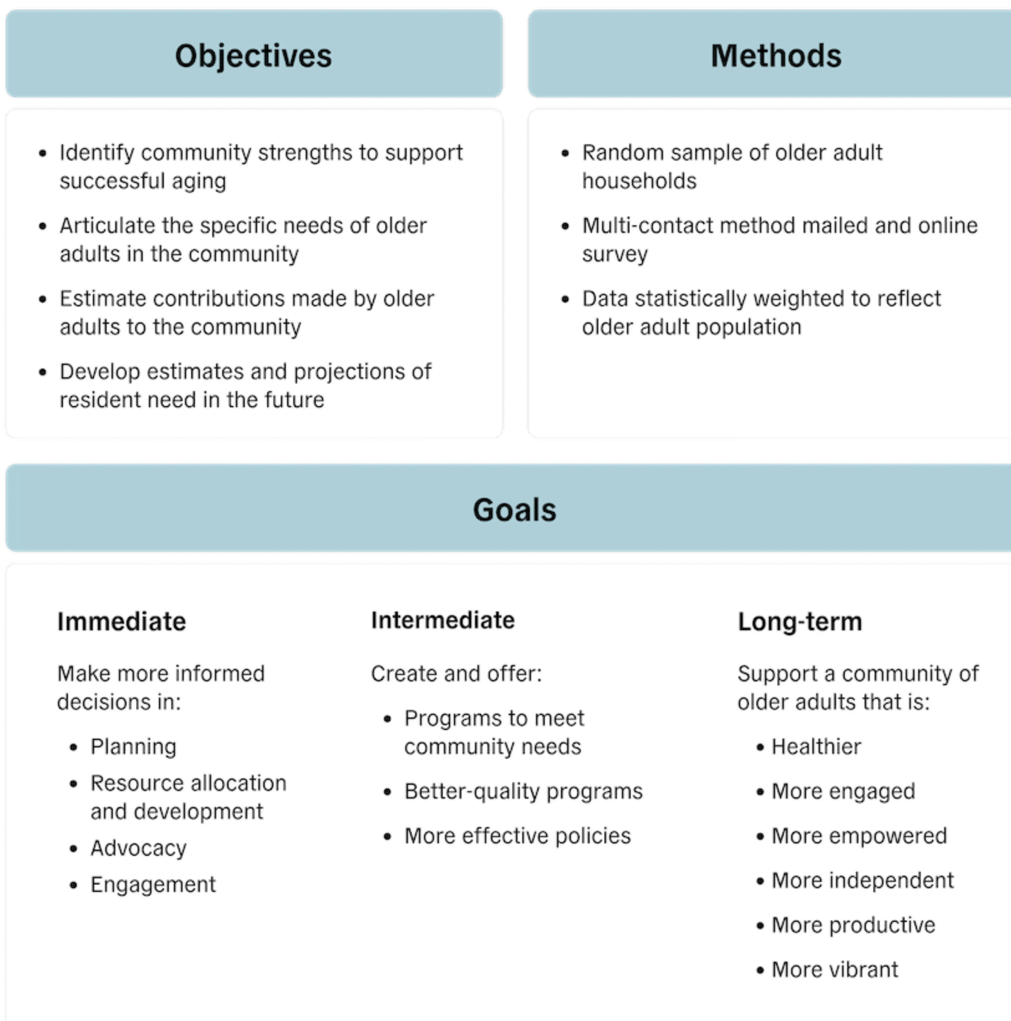 Objectives
• Identify community strengths to support
successful aging
• Articulate the specific needs of older
adults in the community
• Estimate contributions made by older
adults to the community
• Develop estimates and projections of
resident need in the future
Methods
• Random sample of older adult
households
• Multi-contact method mailed and online
survey
• Data statistically weighted to reflect
older adult population
Goals
Immediate
Make more informed
decisions in:
• Planning
• Resource allocation
and development
• Advocacy
• Engagement
Intermediate
Create and offer:
• Programs to meet
community needs
• Better-quality programs
• More effective policies
Long-term
Support a community of
older adults that is:
• Healthier
• More engaged
• More empowered
• More independent
• More productive
• More vibrant